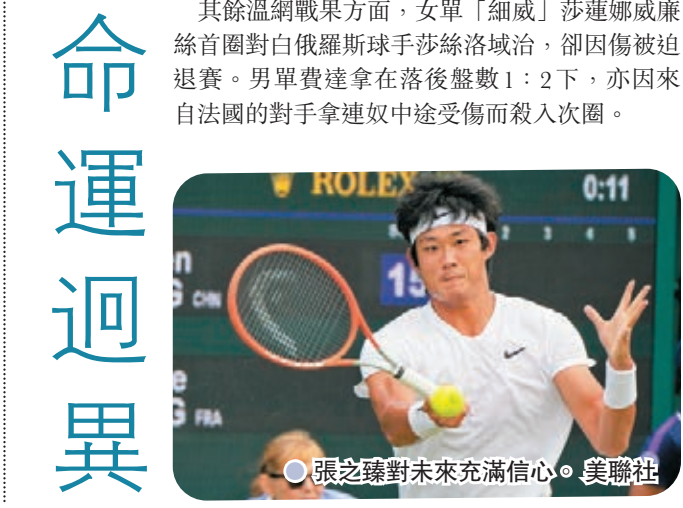 命運迥異
其餘溫網戰果方面，女單「細威」莎蓮娜威廉
絲首圈對白俄羅斯球手莎絲洛域治，卻因傷被迫
退賽。男單費達拿在落後盤數1：2下，亦因來
自法國的對手拿連奴中途受傷而殺入次圈。
ROLEX
0:11
2 3 4 5
15
CHN
FRA
張之臻對未來充滿信心。 美聯社